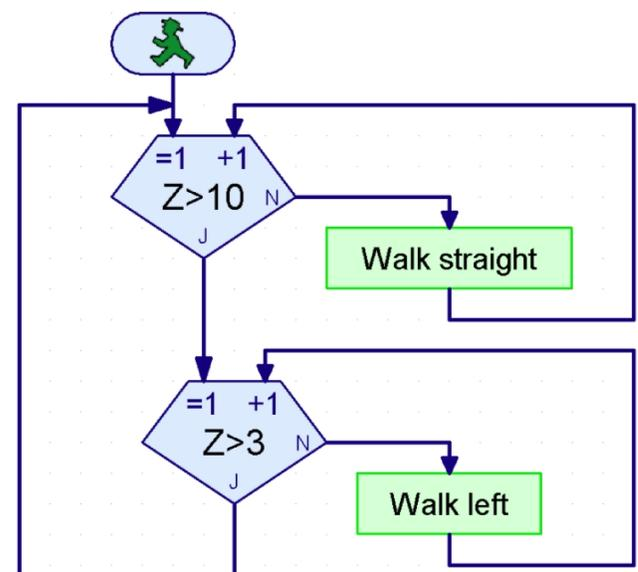 =1 +1
Z>10 N
J
Walk straight
=1 +1
Z>3 N
J
Walk left